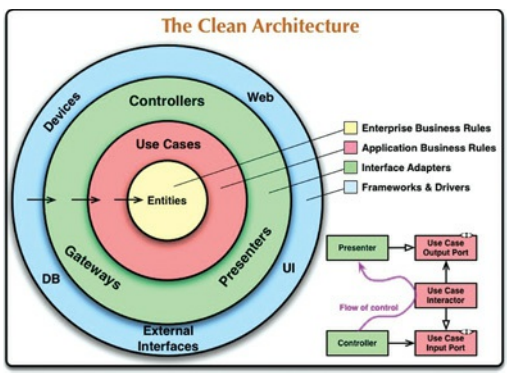 The Clean Architecture
Devices
Controllers
Web
Use Cases
Entities
DB
Gateways
Presenters
UI
External
Interfaces
Enterprise Business Rules
Application Business Rules
Interface Adapters
Frameworks & Drivers
Presenter
Use Case
Output Port
Flow of control
Use Case
Interactor
Controller
Use Case
Input Port